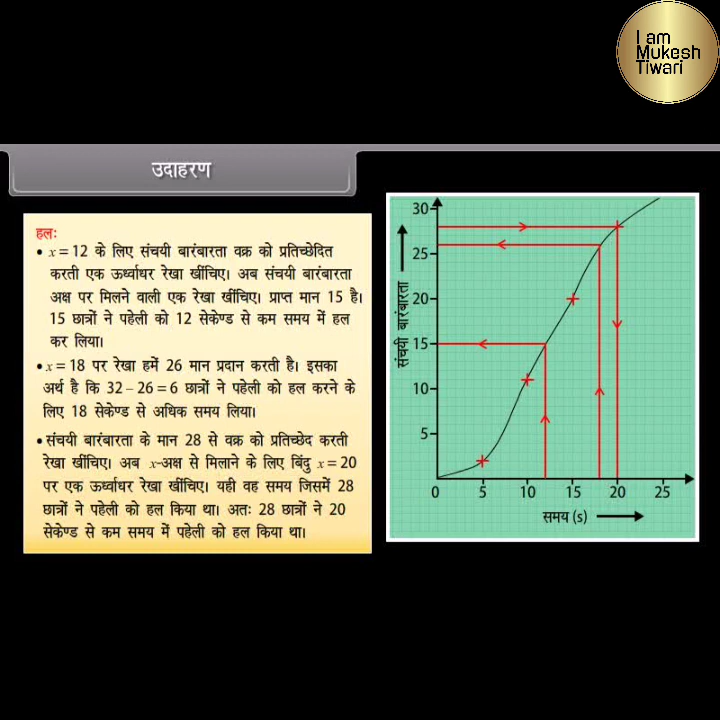 I am
Mukesh
Tiwari
उदाहरण
हलः
• x = 12 के लिए संचयी बारंबारता वक्र को प्रतिच्छेदित
करती एक ऊर्ध्वाधर रेखा खींचिए। अब संचयी बारंबारता
अक्ष पर मिलने वाली एक रेखा खींचिए। प्राप्त मान 15 है।
15 छात्रों ने पहेली को 12 सेकेण्ड से कम समय में हल
कर लिया।
• x = 18 पर रेखा हमें 26 मान प्रदान करती है। इसका
अर्थ है कि 32 – 26 = 6 छात्रों ने पहेली को हल करने के
लिए 18 सेकेण्ड से अधिक समय लिया।
• संचयी बारंबारता के मान 28 से वक्र को प्रतिच्छेद करती
रेखा खींचिए। अब x-अक्ष से मिलाने के लिए बिंदु x = 20
पर एक ऊर्ध्वाधर रेखा खींचिए। यही वह समय जिसमें 28
छात्रों ने पहेली को हल किया था। अतः 28 छात्रों ने 20
सेकेण्ड से कम समय में पहेली को हल किया था।
संचयी बारंबारता
30
25
20
15
10
5
0 5 10 15 20 25
समय (s)